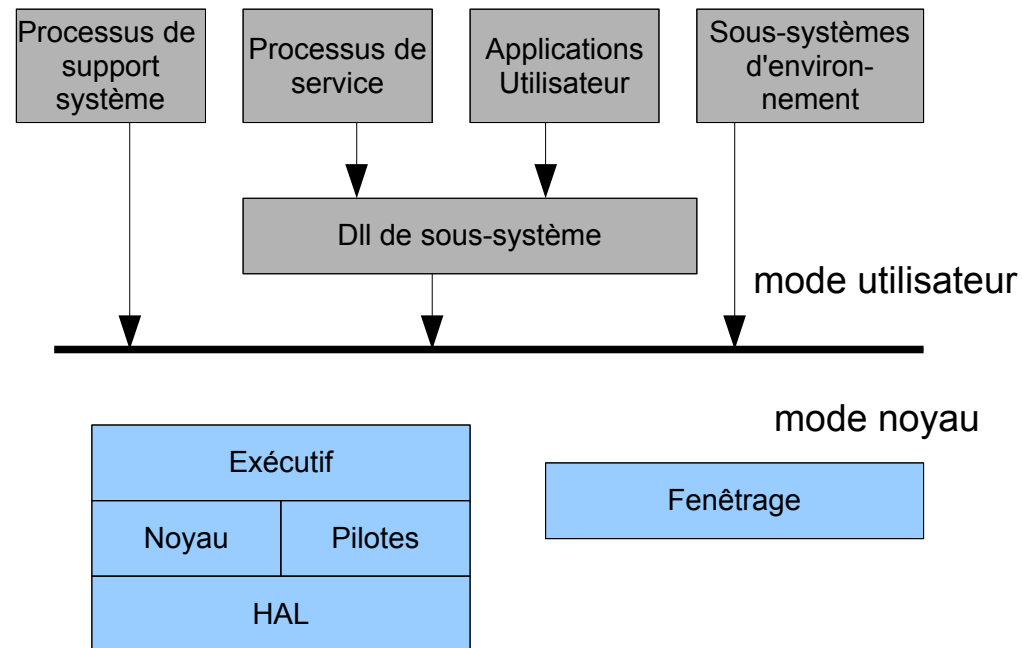 Processus de
support
système
Processus de
service
Applications
Utilisateur
Sous-systèmes
d'environ-
nement
Dll de sous-système
mode utilisateur
mode noyau
Exécutif
Noyau
Pilotes
HAL
Fenêtrage